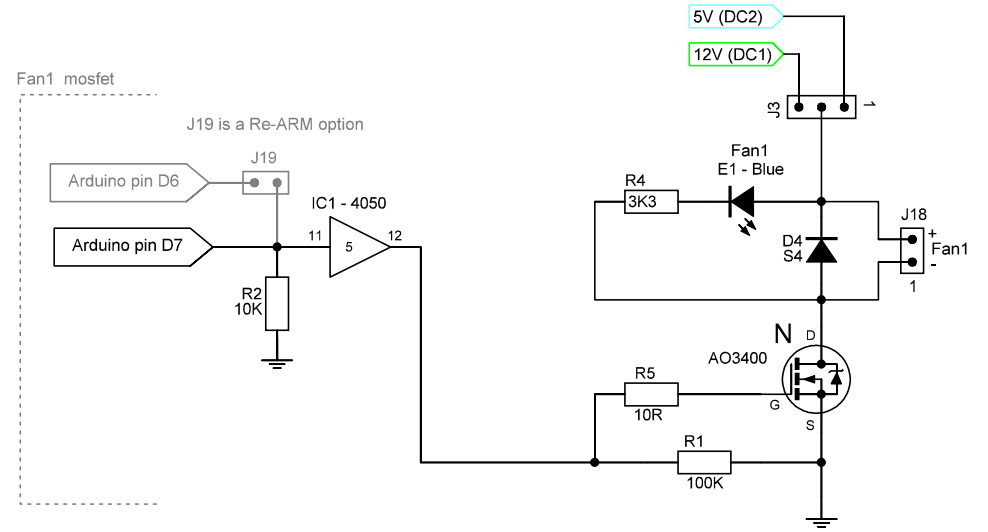 5V (DC2)
12V (DC1)
Fan1 mosfet
J3
1
J19 is a Re-ARM option
Fan1
E1 - Blue
J19
Arduino pin D6
R4
3K3
IC1 - 4050
J18
Arduino pin D7
11
5
12
D4
S4
+
Fan1
-
1
R2
10K
N
D
AO3400
R5
10R
G
S
R1
100K